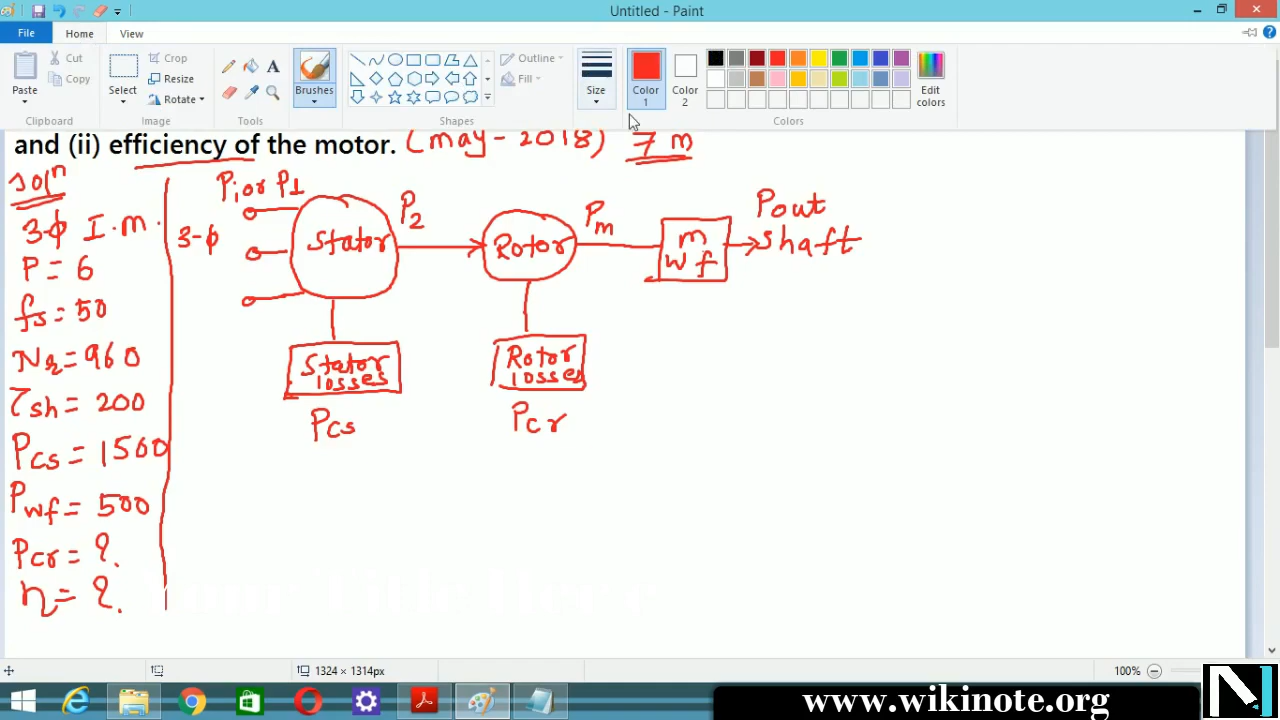 Untitled - Paint
File Home View
Paste
Cut
Copy
Clipboard
Select
Crop
Resize
Rotate
Image
Tools
Brushes
Outline
Fill
Shapes
Size
Color 1
Color 2
Edit colors
Colors
and (ii) efficiency of the motor. (may - 2018) 7 m
solⁿ
3-ϕ I.m.
P = 6
fs = 50
Nr = 960
τsh = 200
Pcs = 1500
Pwf = 500
Pcr = ?.
η = ?.
Pi or P1
3-ϕ
Stator
P2
Rotor
Pm
m
wf
Pout
shaft
Stator
losses
Pcs
Rotor
losses
Pcr
1324 × 1314px
100%
www.wikinote.org
N